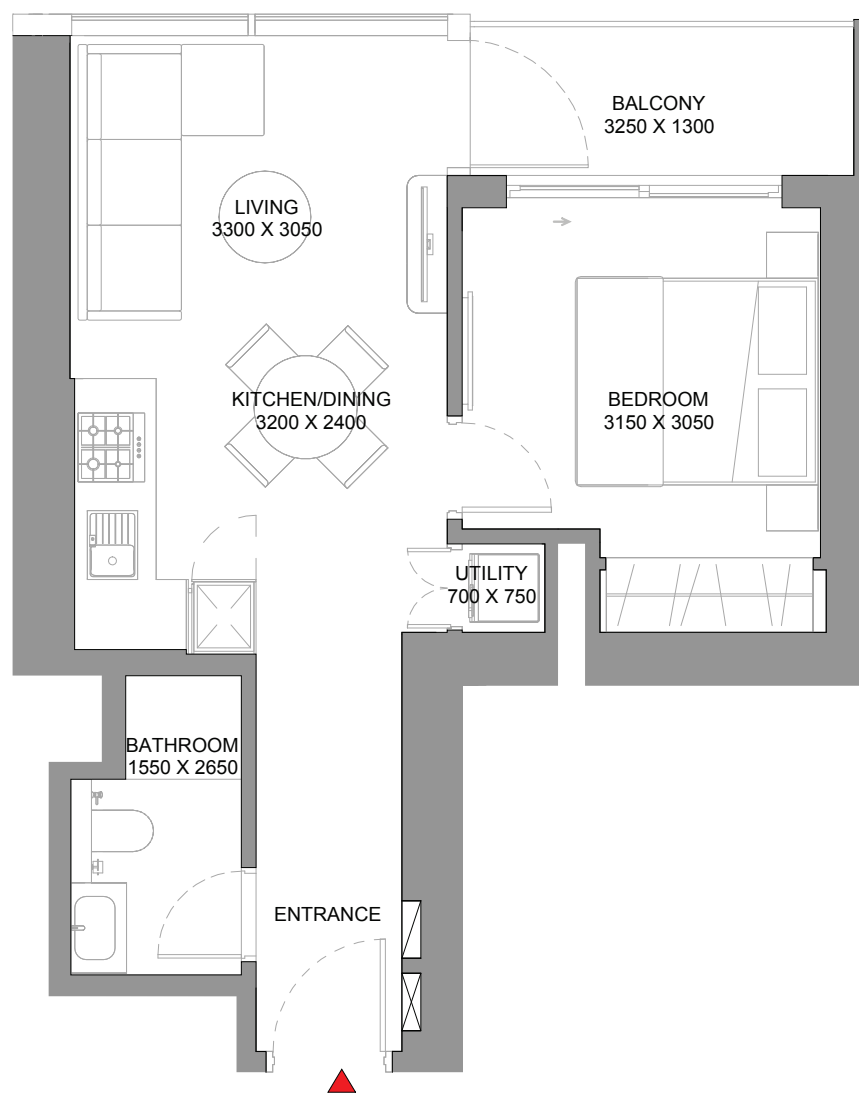 BALCONY
3250 X 1300
LIVING
3300 X 3050
KITCHEN/DINING
3200 X 2400
BEDROOM
3150 X 3050
UTILITY
700 X 750
BATHROOM
1550 X 2650
ENTRANCE